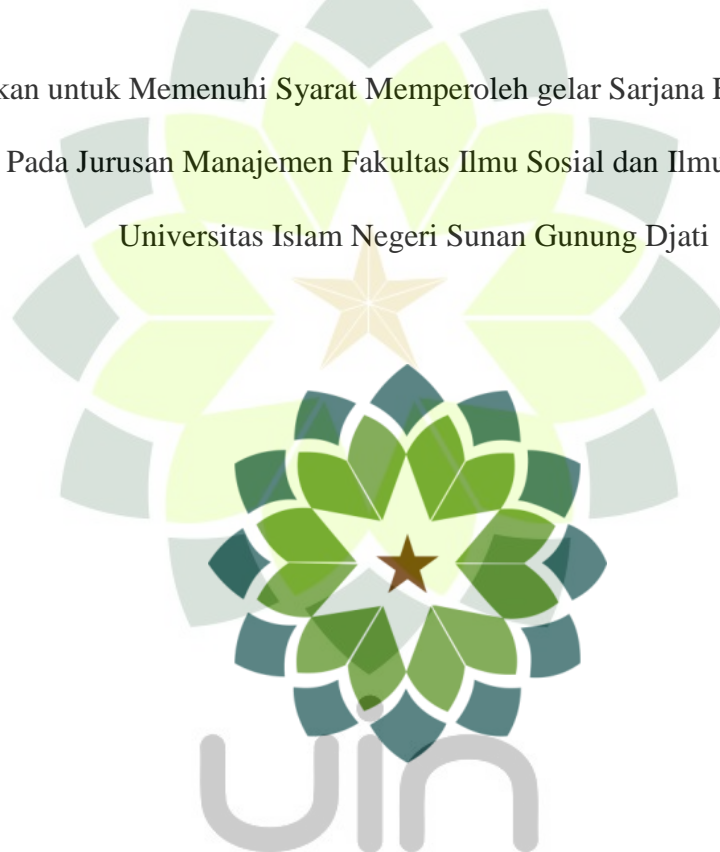 kan untuk Memenuhi Syarat Memperoleh gelar Sarjana
Pada Jurusan Manajemen Fakultas Ilmu Sosial dan Ilmu
Universitas Islam Negeri Sunan Gunung Djati
uin